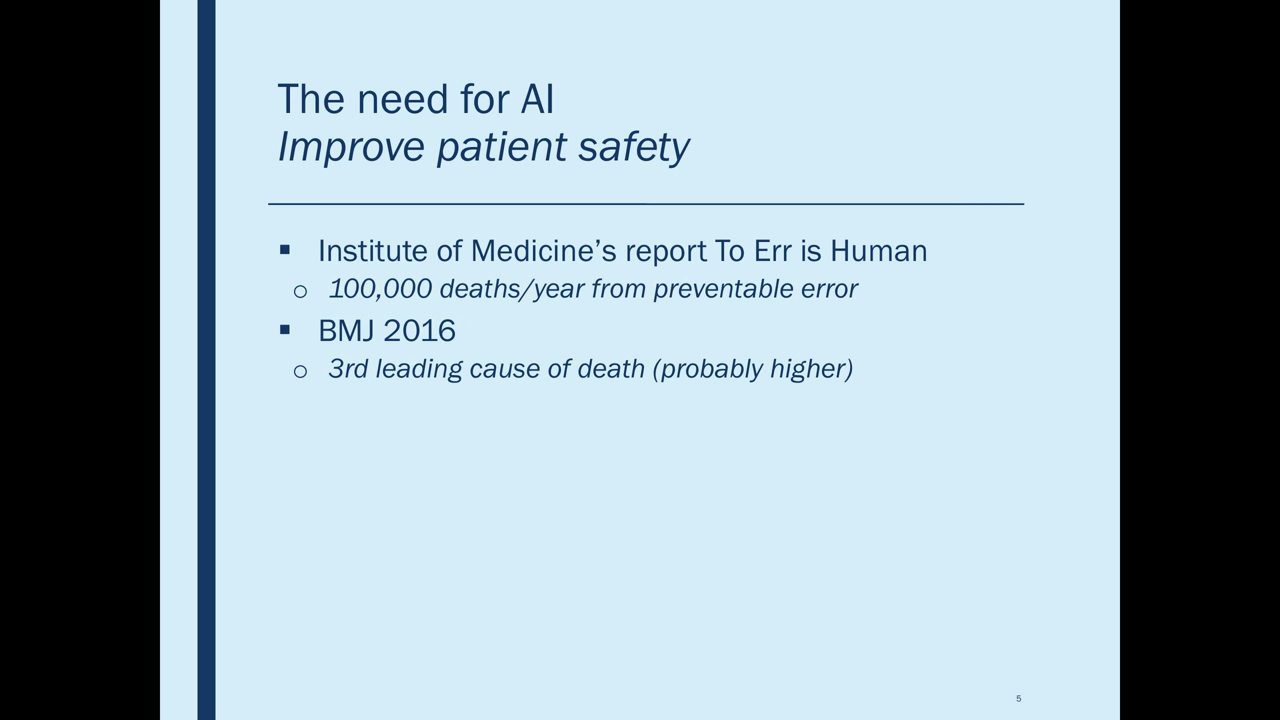 The need for AI
Improve patient safety
▪ Institute of Medicine’s report To Err is Human
o 100,000 deaths/year from preventable error
▪ BMJ 2016
o 3rd leading cause of death (probably higher)
5